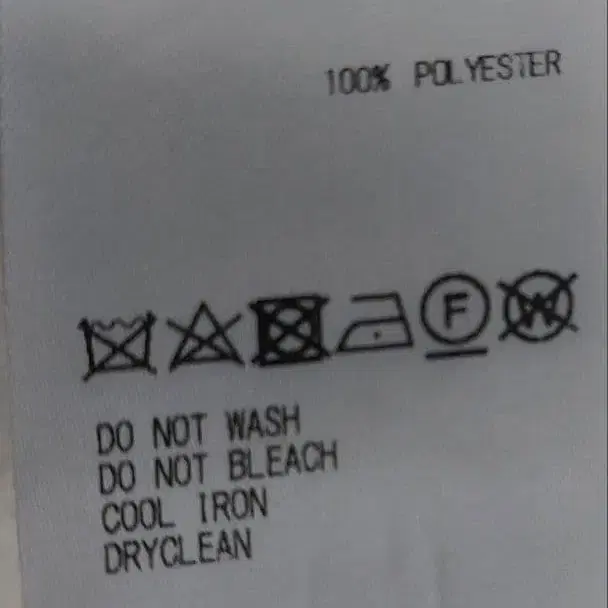 100% POLYESTER
F W
DO NOT WASH
DO NOT BLEACH
COOL IRON
DRYCLEAN